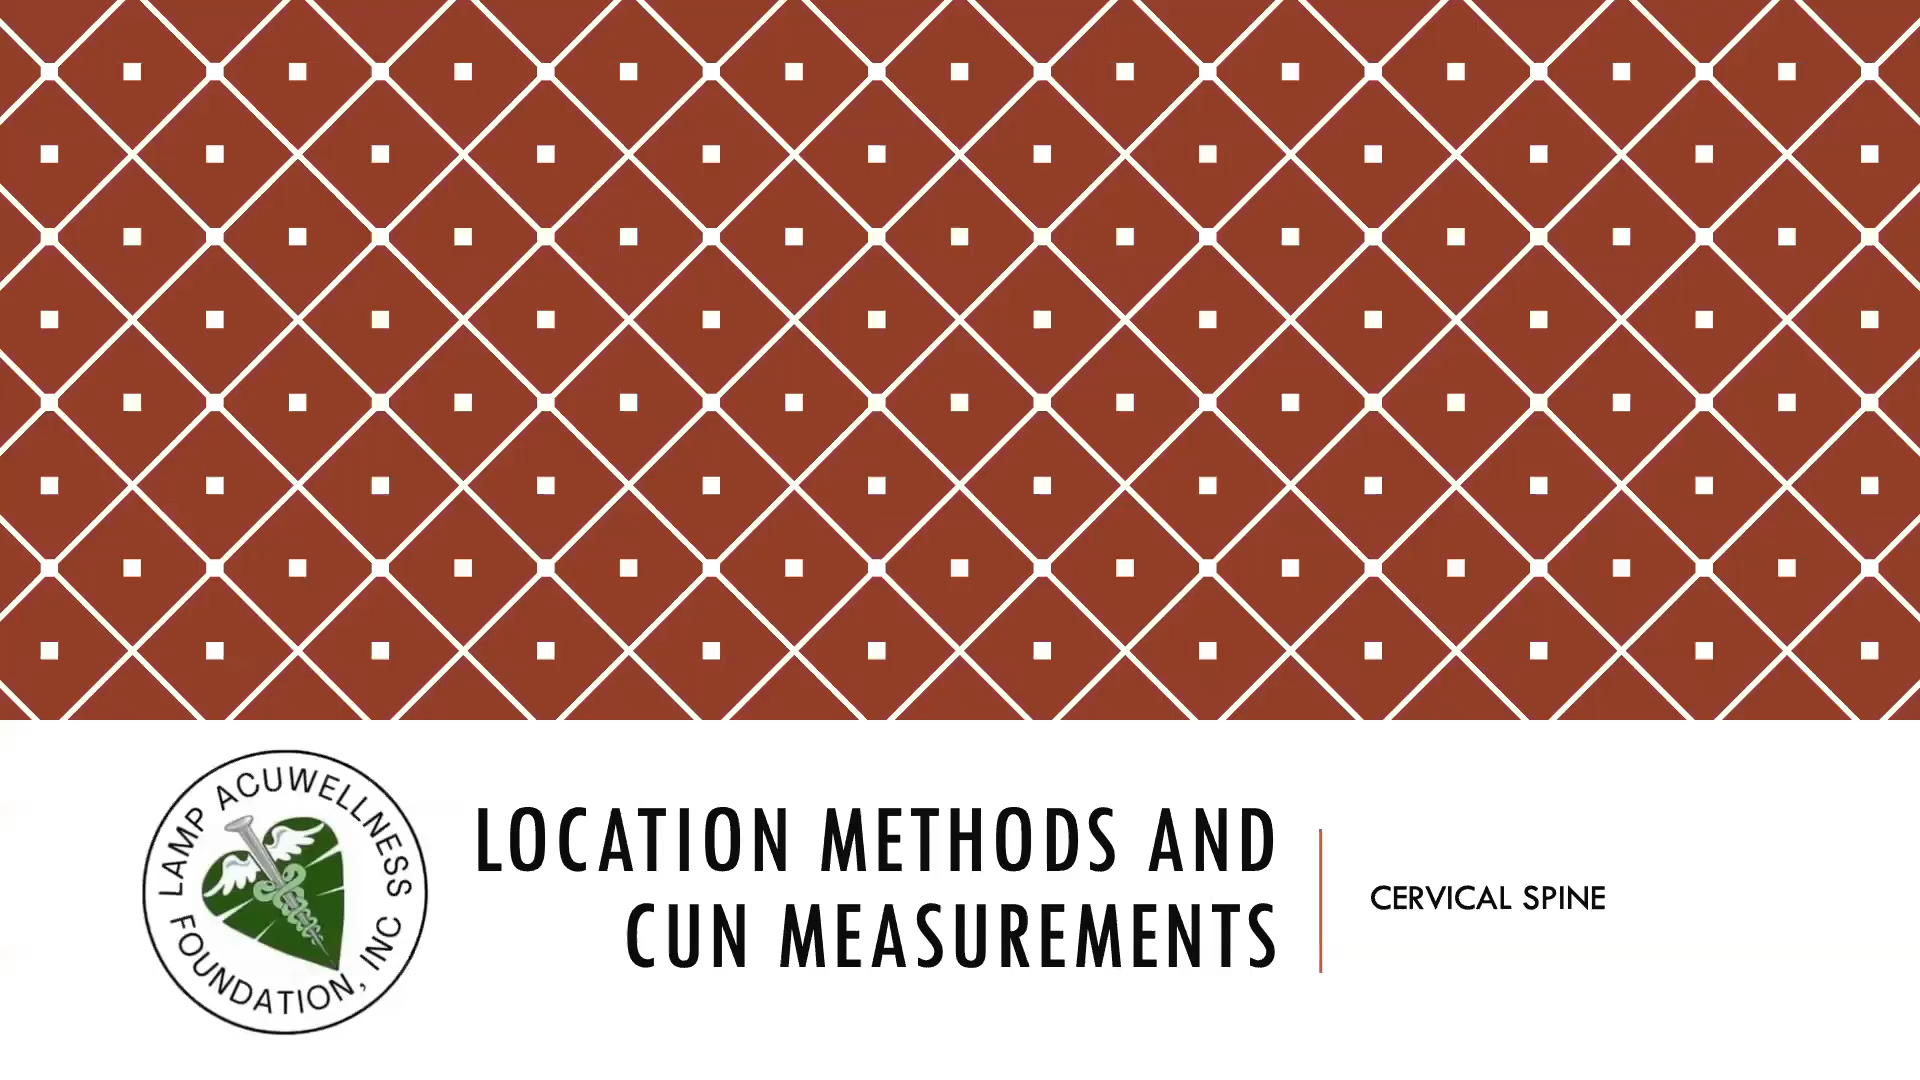 LAMP ACUWELLNESS
FOUNDATION, INC
LOCATION METHODS AND
CUN MEASUREMENTS
CERVICAL SPINE